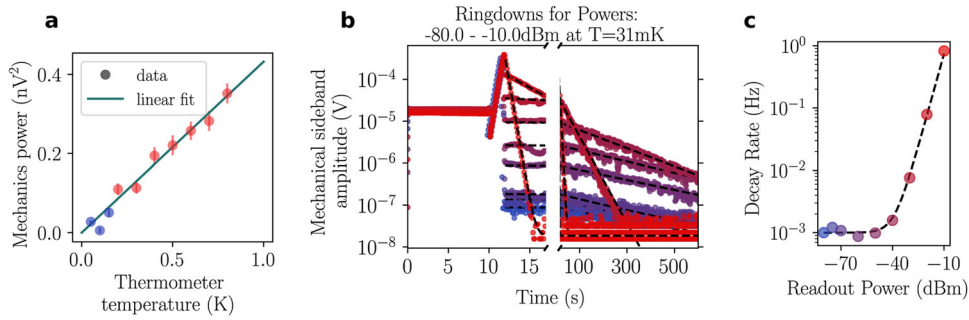 a
Mechanics power (nV²)
0.4
0.2
0.0
data
linear fit
0.0 0.5 1.0
Thermometer
temperature (K)
b
Ringdowns for Powers:
-80.0 - -10.0dBm at T=31mK
Mechanical sideband
amplitude (V)
10⁻⁴
10⁻⁵
10⁻⁶
10⁻⁷
10⁻⁸
0 5 10 15 100 300 500
Time (s)
c
Decay Rate (Hz)
10⁰
10⁻¹
10⁻²
10⁻³
−70 −40 −10
Readout Power (dBm)